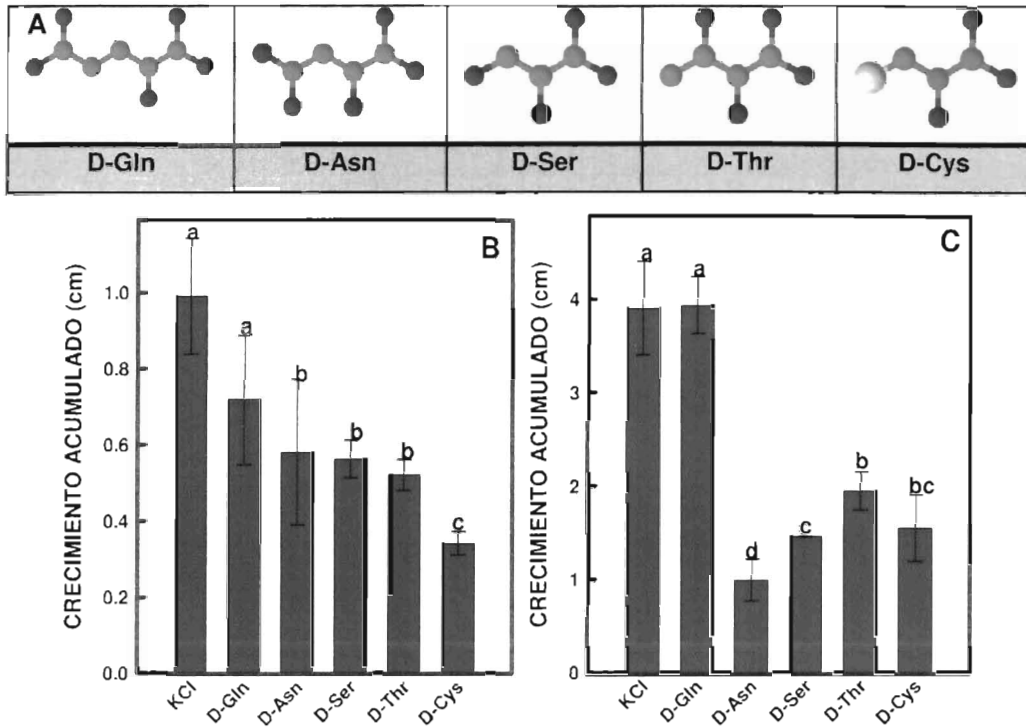 A
D-Gln D-Asn D-Ser D-Thr D-Cys
B
CRECIMIENTO ACUMULADO (cm)
1.0
0.8
0.6
0.4
0.2
0.0
a
a
b
b
b
c
KCl D-Gln D-Asn D-Ser D-Thr D-Cys
C
CRECIMIENTO ACUMULADO (cm)
4
3
2
1
0
a
a
d
c
b
bc
KCl D-Gln D-Asn D-Ser D-Thr D-Cys